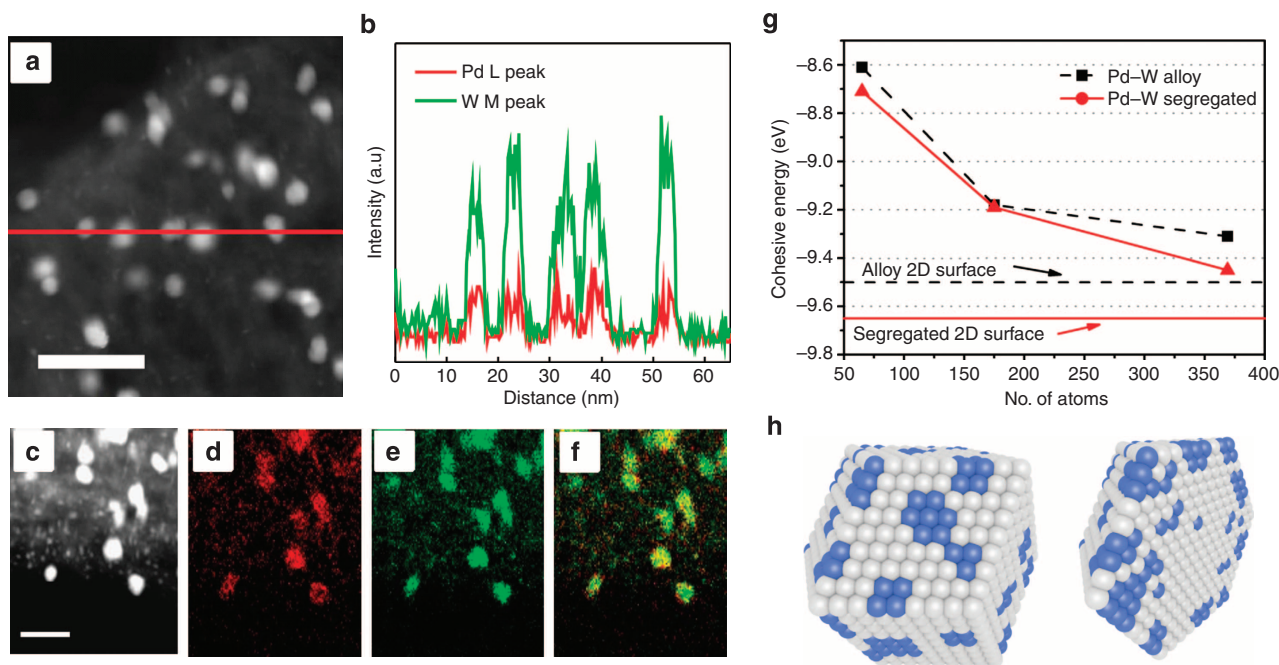 a
b
Pd L peak
W M peak
Intensity (a.u)
0
10
20
30
40
50
60
Distance (nm)
c
d
e
f
g
–8.6
–8.8
–9.0
–9.2
–9.4
–9.6
–9.8
Cohesive energy (eV)
Pd–W alloy
Pd–W segregated
Alloy 2D surface
Segregated 2D surface
50
100
150
200
250
300
350
400
No. of atoms
h